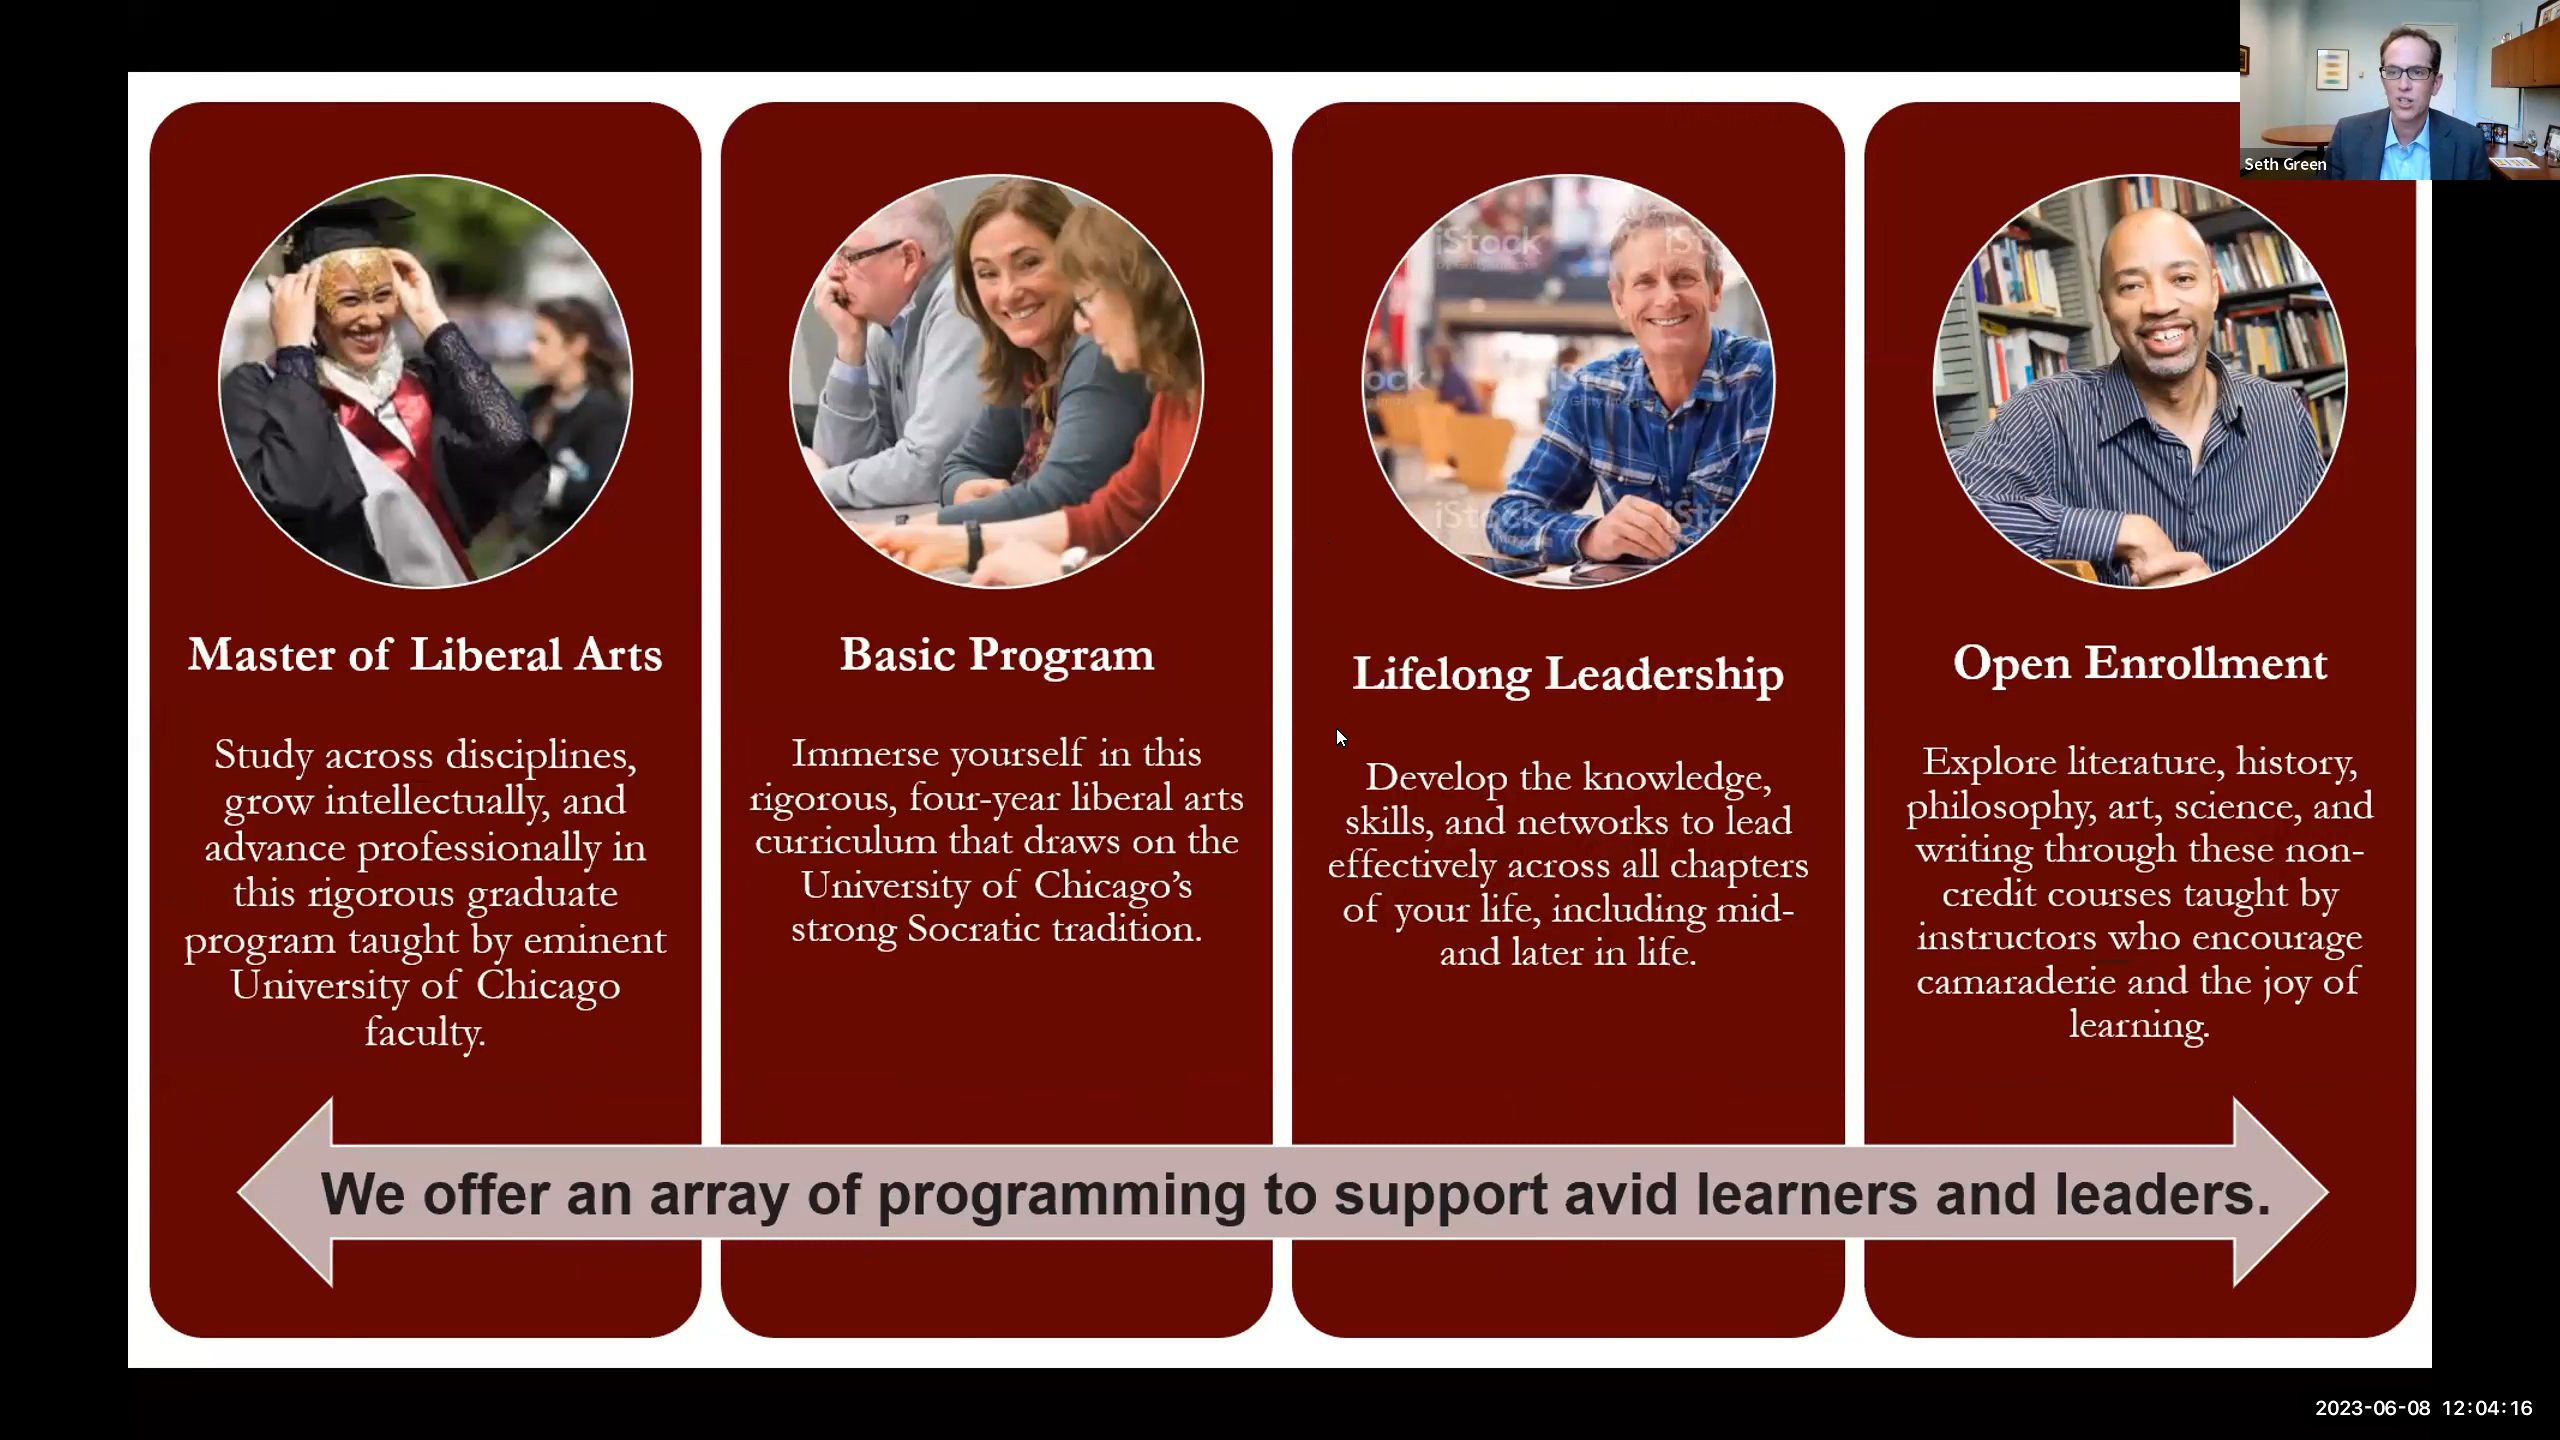 Seth Green
iStock
iStock
iStock
Master of Liberal Arts
Study across disciplines,
grow intellectually, and
advance professionally in
this rigorous graduate
program taught by eminent
University of Chicago
faculty.
Basic Program
Immerse yourself in this
rigorous, four-year liberal arts
curriculum that draws on the
University of Chicago’s
strong Socratic tradition.
Lifelong Leadership
Develop the knowledge,
skills, and networks to lead
effectively across all chapters
of your life, including mid-
and later in life.
Open Enrollment
Explore literature, history,
philosophy, art, science, and
writing through these non-
credit courses taught by
instructors who encourage
camaraderie and the joy of
learning.
We offer an array of programming to support avid learners and leaders.
2023-06-08 12:04:16